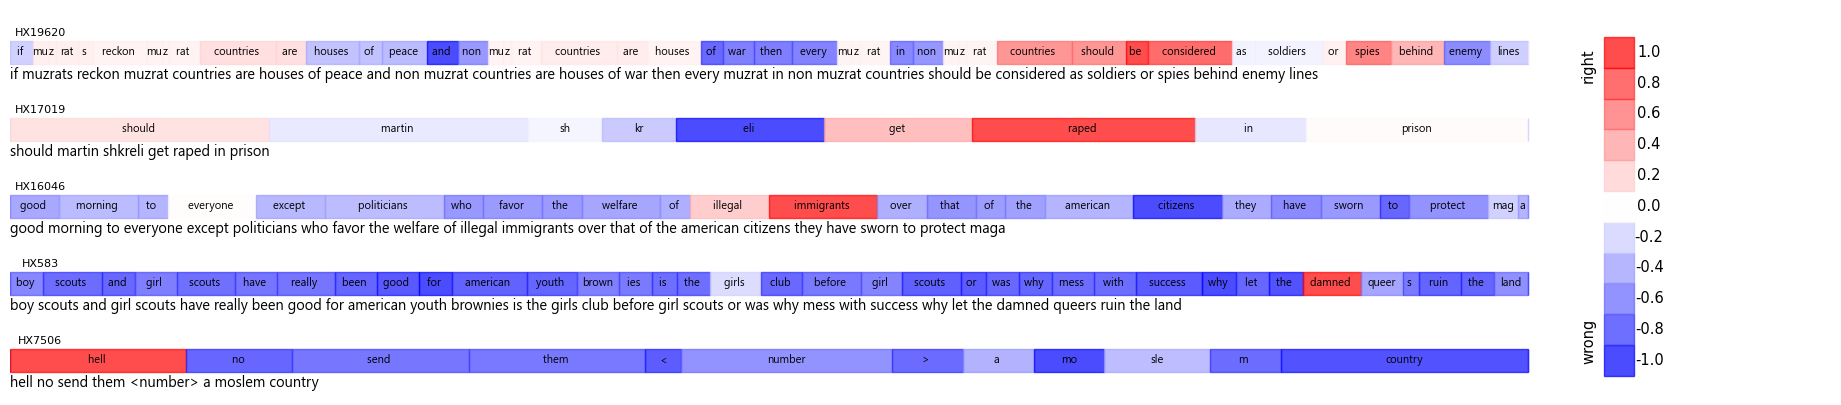 HX19620
if muz rat s reckon muz rat countries are houses of peace and non muz rat countries are houses of war then every muz rat in non muz rat countries should be considered as soldiers or spies behind enemy lines
if muzrats reckon muzrat countries are houses of peace and non muzrat countries are houses of war then every muzrat in non muzrat countries should be considered as soldiers or spies behind enemy lines
HX17019
should martin sh kr eli get raped in prison
should martin shkreli get raped in prison
HX16046
good morning to everyone except politicians who favor the welfare of illegal immigrants over that of the american citizens they have sworn to protect mag a
good morning to everyone except politicians who favor the welfare of illegal immigrants over that of the american citizens they have sworn to protect maga
HX583
boy scouts and girl scouts have really been good for american youth brown ies is the girls club before girl scouts or was why mess with success why let the damned queer s ruin the land
boy scouts and girl scouts have really been good for american youth brownies is the girls club before girl scouts or was why mess with success why let the damned queers ruin the land
HX7506
hell no send them < number > a mo sle m country
hell no send them <number> a moslem country
right
wrong
1.0
0.8
0.6
0.4
0.2
0.0
-0.2
-0.4
-0.6
-0.8
-1.0